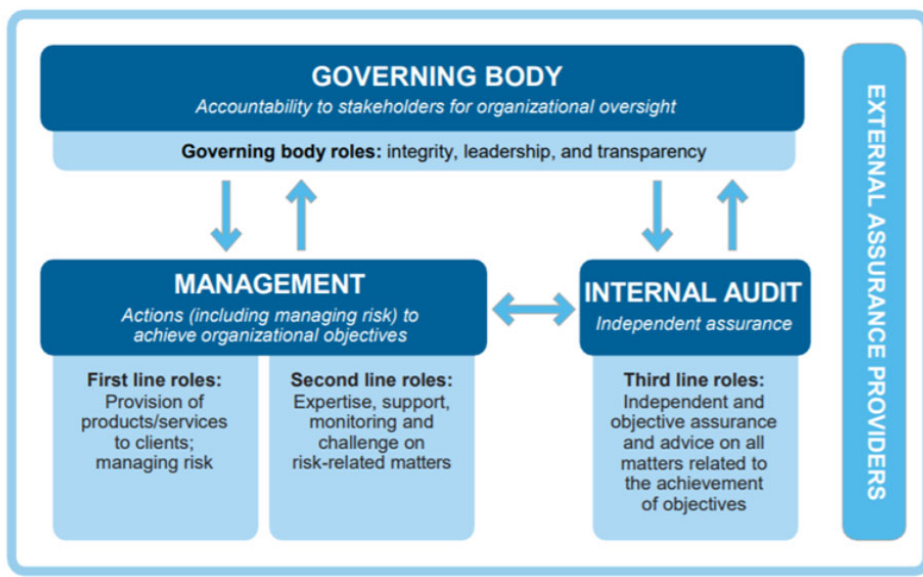 GOVERNING BODY
Accountability to stakeholders for organizational oversight
Governing body roles: integrity, leadership, and transparency
MANAGEMENT
Actions (including managing risk) to
achieve organizational objectives
First line roles:
Provision of
products/services
to clients;
managing risk
Second line roles:
Expertise, support,
monitoring and
challenge on
risk-related matters
INTERNAL AUDIT
Independent assurance
Third line roles:
Independent and
objective assurance
and advice on all
matters related to
the achievement
of objectives
EXTERNAL ASSURANCE PROVIDERS